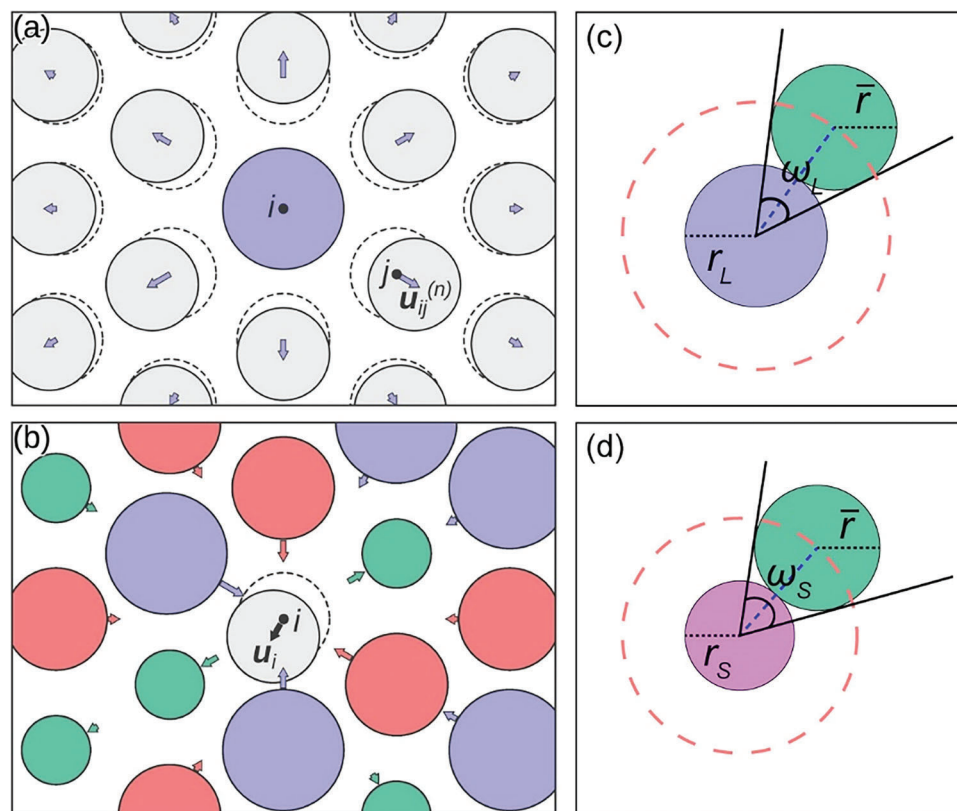 (a)
i
j
u_ij^(n)
(b)
i
u_i
(c)
r̄
ω_L
r_L
(d)
r̄
ω_S
r_S